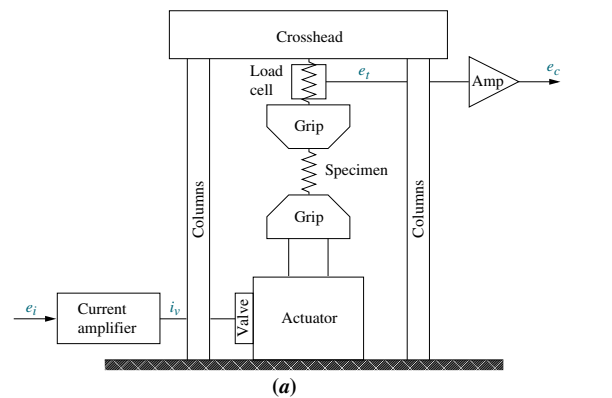 Crosshead
Load
cell
e_t
Amp
e_c
Grip
Specimen
Columns
Columns
Grip
e_i
Current
amplifier
i_v
Valve
Actuator
(a)